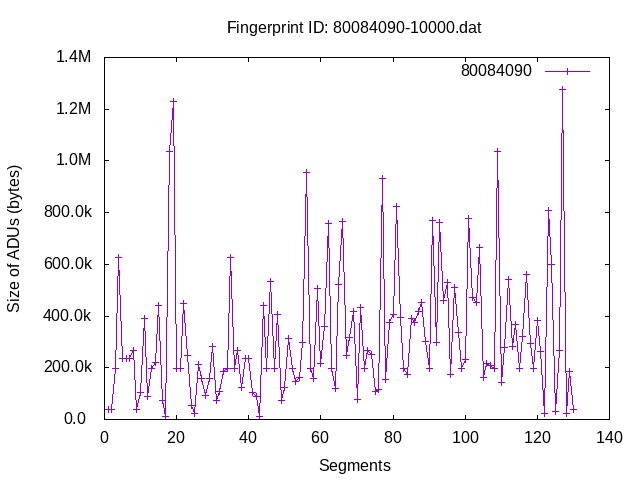 Fingerprint ID: 80084090-10000.dat
80084090
Size of ADUs (bytes)
1.4M
1.2M
1.0M
800.0k
600.0k
400.0k
200.0k
0.0
0 20 40 60 80 100 120 140
Segments